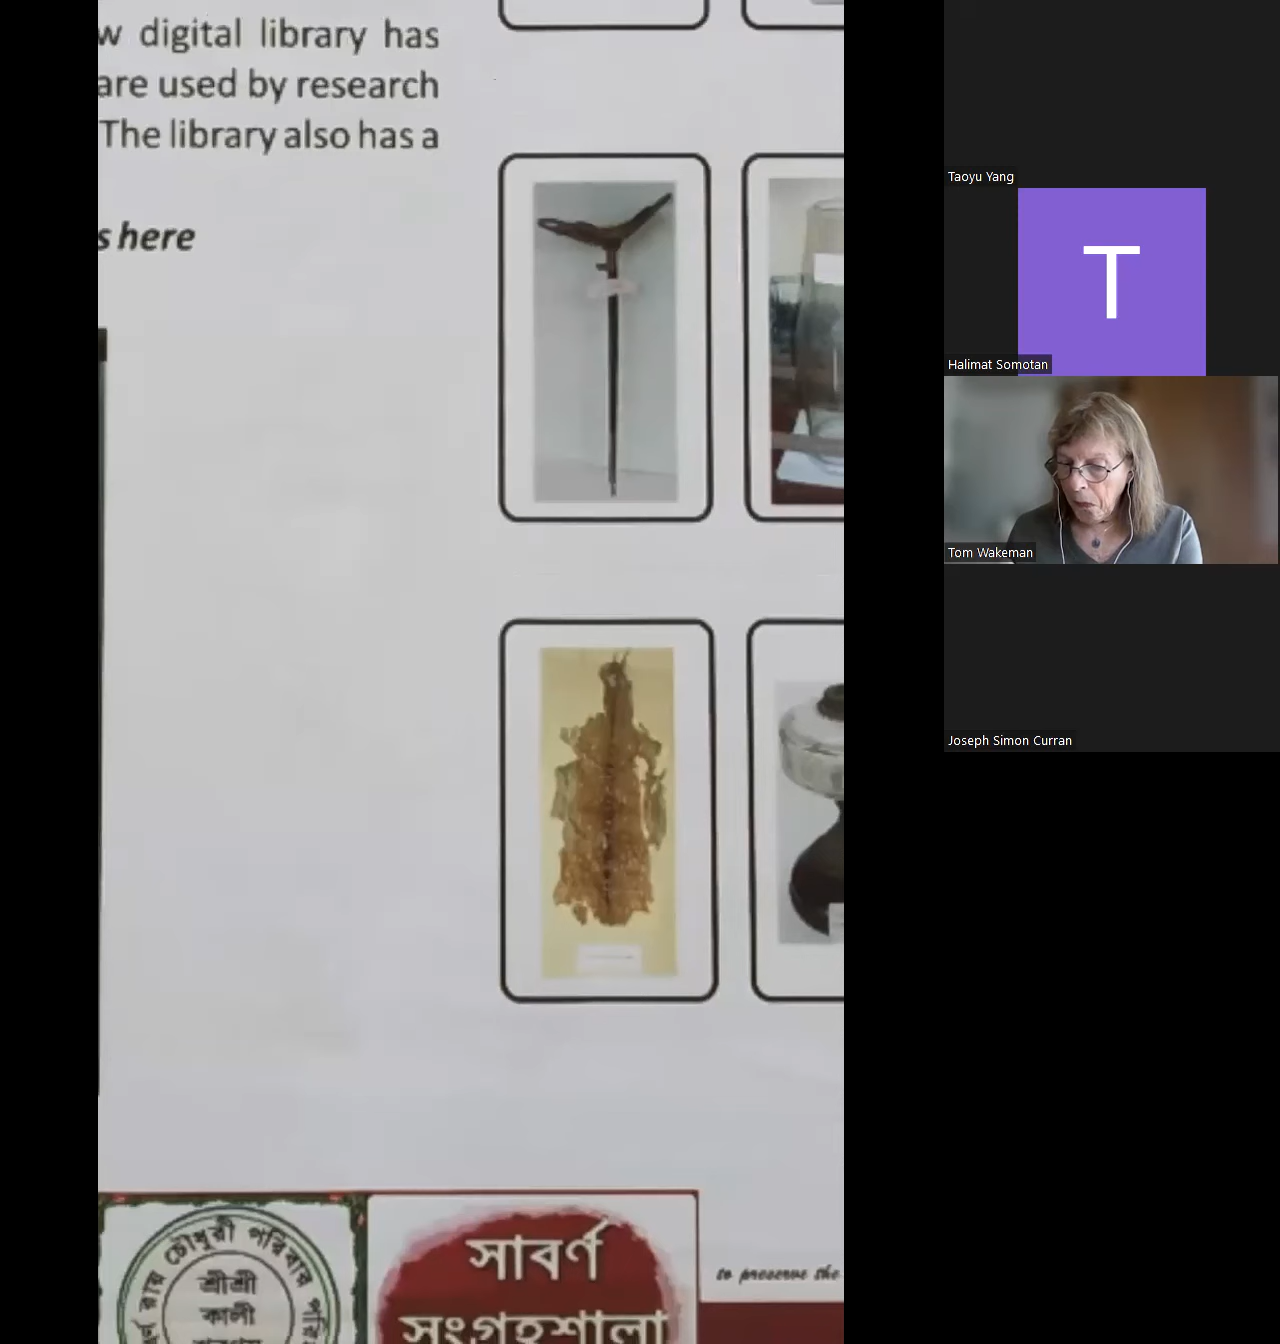 w digital library has
are used by research
The library also has a
s here
রায় চৌধুরী পরিবার
শ্রীশ্রী
কালী
সাবর্ণ
সংগ্রহশালা
to preserve the
Taoyu Yang
T
Halimat Somotan
Tom Wakeman
Joseph Simon Curran